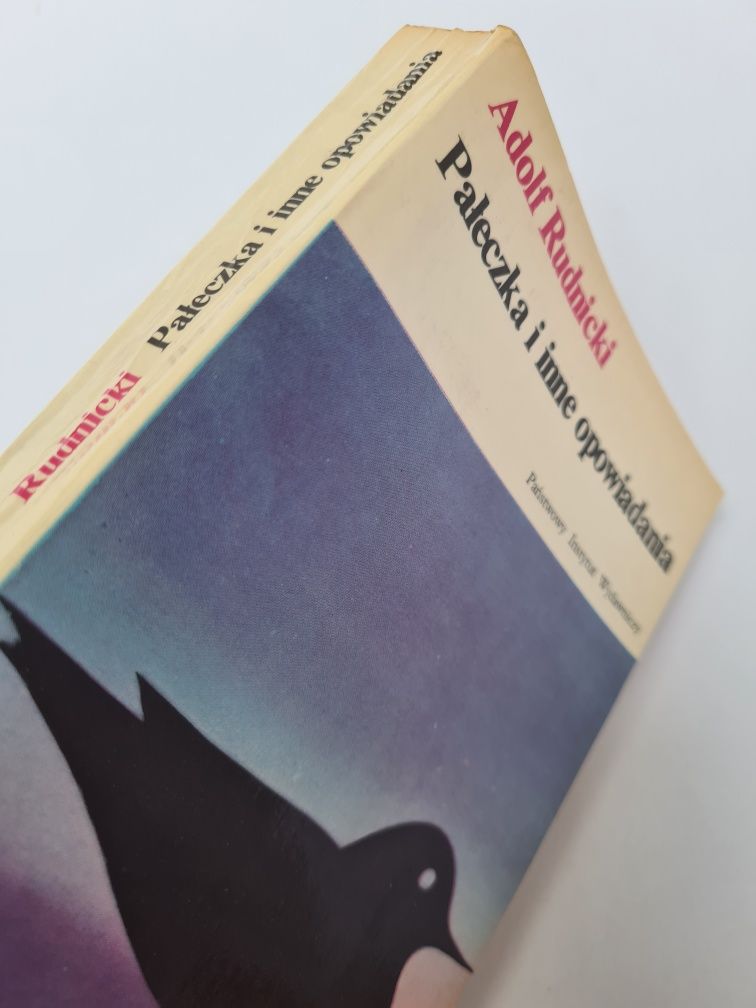 Adolf Rudnicki
Pałeczka i inne opowiadania
Państwowy Instytut Wydawniczy
Rudnicki Pałeczka i inne opowiadania